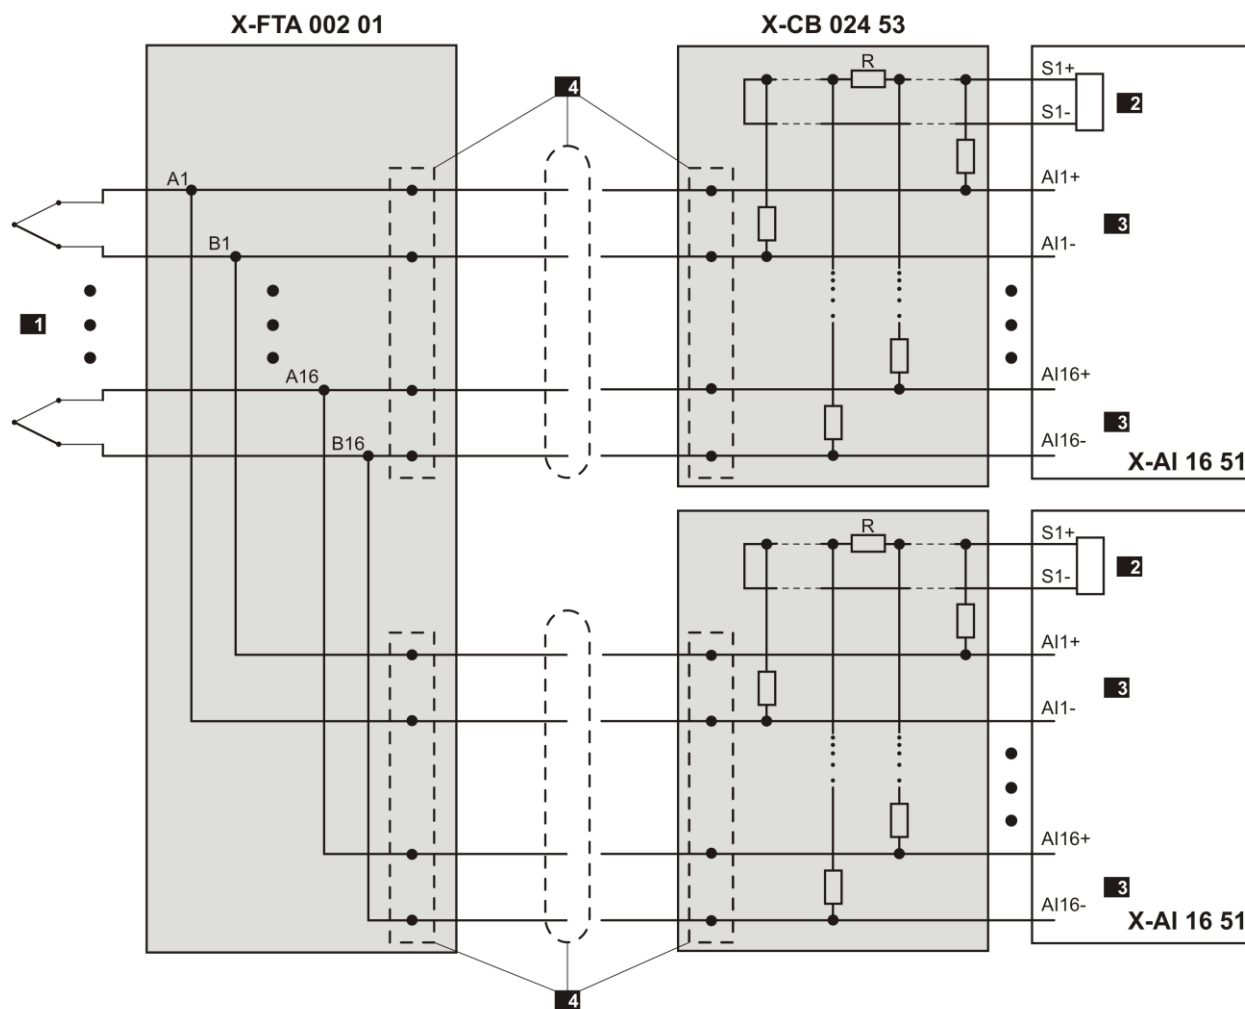 X-FTA 002 01
X-CB 024 53
4
R
S1+
2
S1-
A1
AI1+
3
B1
AI1-
1
A16
AI16+
3
B16
AI16-
X-AI 16 51
R
S1+
2
S1-
AI1+
3
AI1-
AI16+
3
AI16-
X-AI 16 51
4